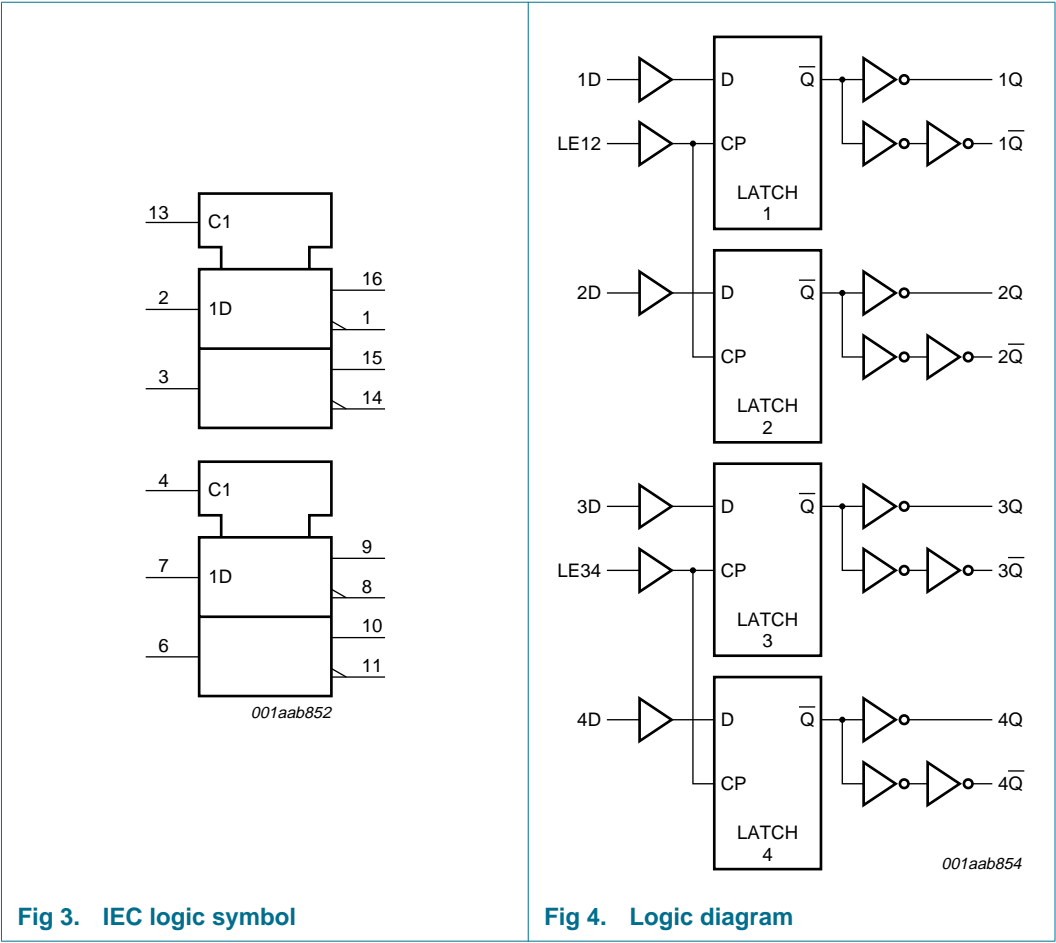 13
C1
16
2
1D
1
15
3
14
4
C1
9
7
1D
8
10
6
11
001aab852
Fig 3. IEC logic symbol
1D
D
Q̅
1Q
LE12
CP
1Q̅
LATCH
1
2D
D
Q̅
2Q
CP
2Q̅
LATCH
2
3D
D
Q̅
3Q
LE34
CP
3Q̅
LATCH
3
4D
D
Q̅
4Q
CP
4Q̅
LATCH
4
001aab854
Fig 4. Logic diagram